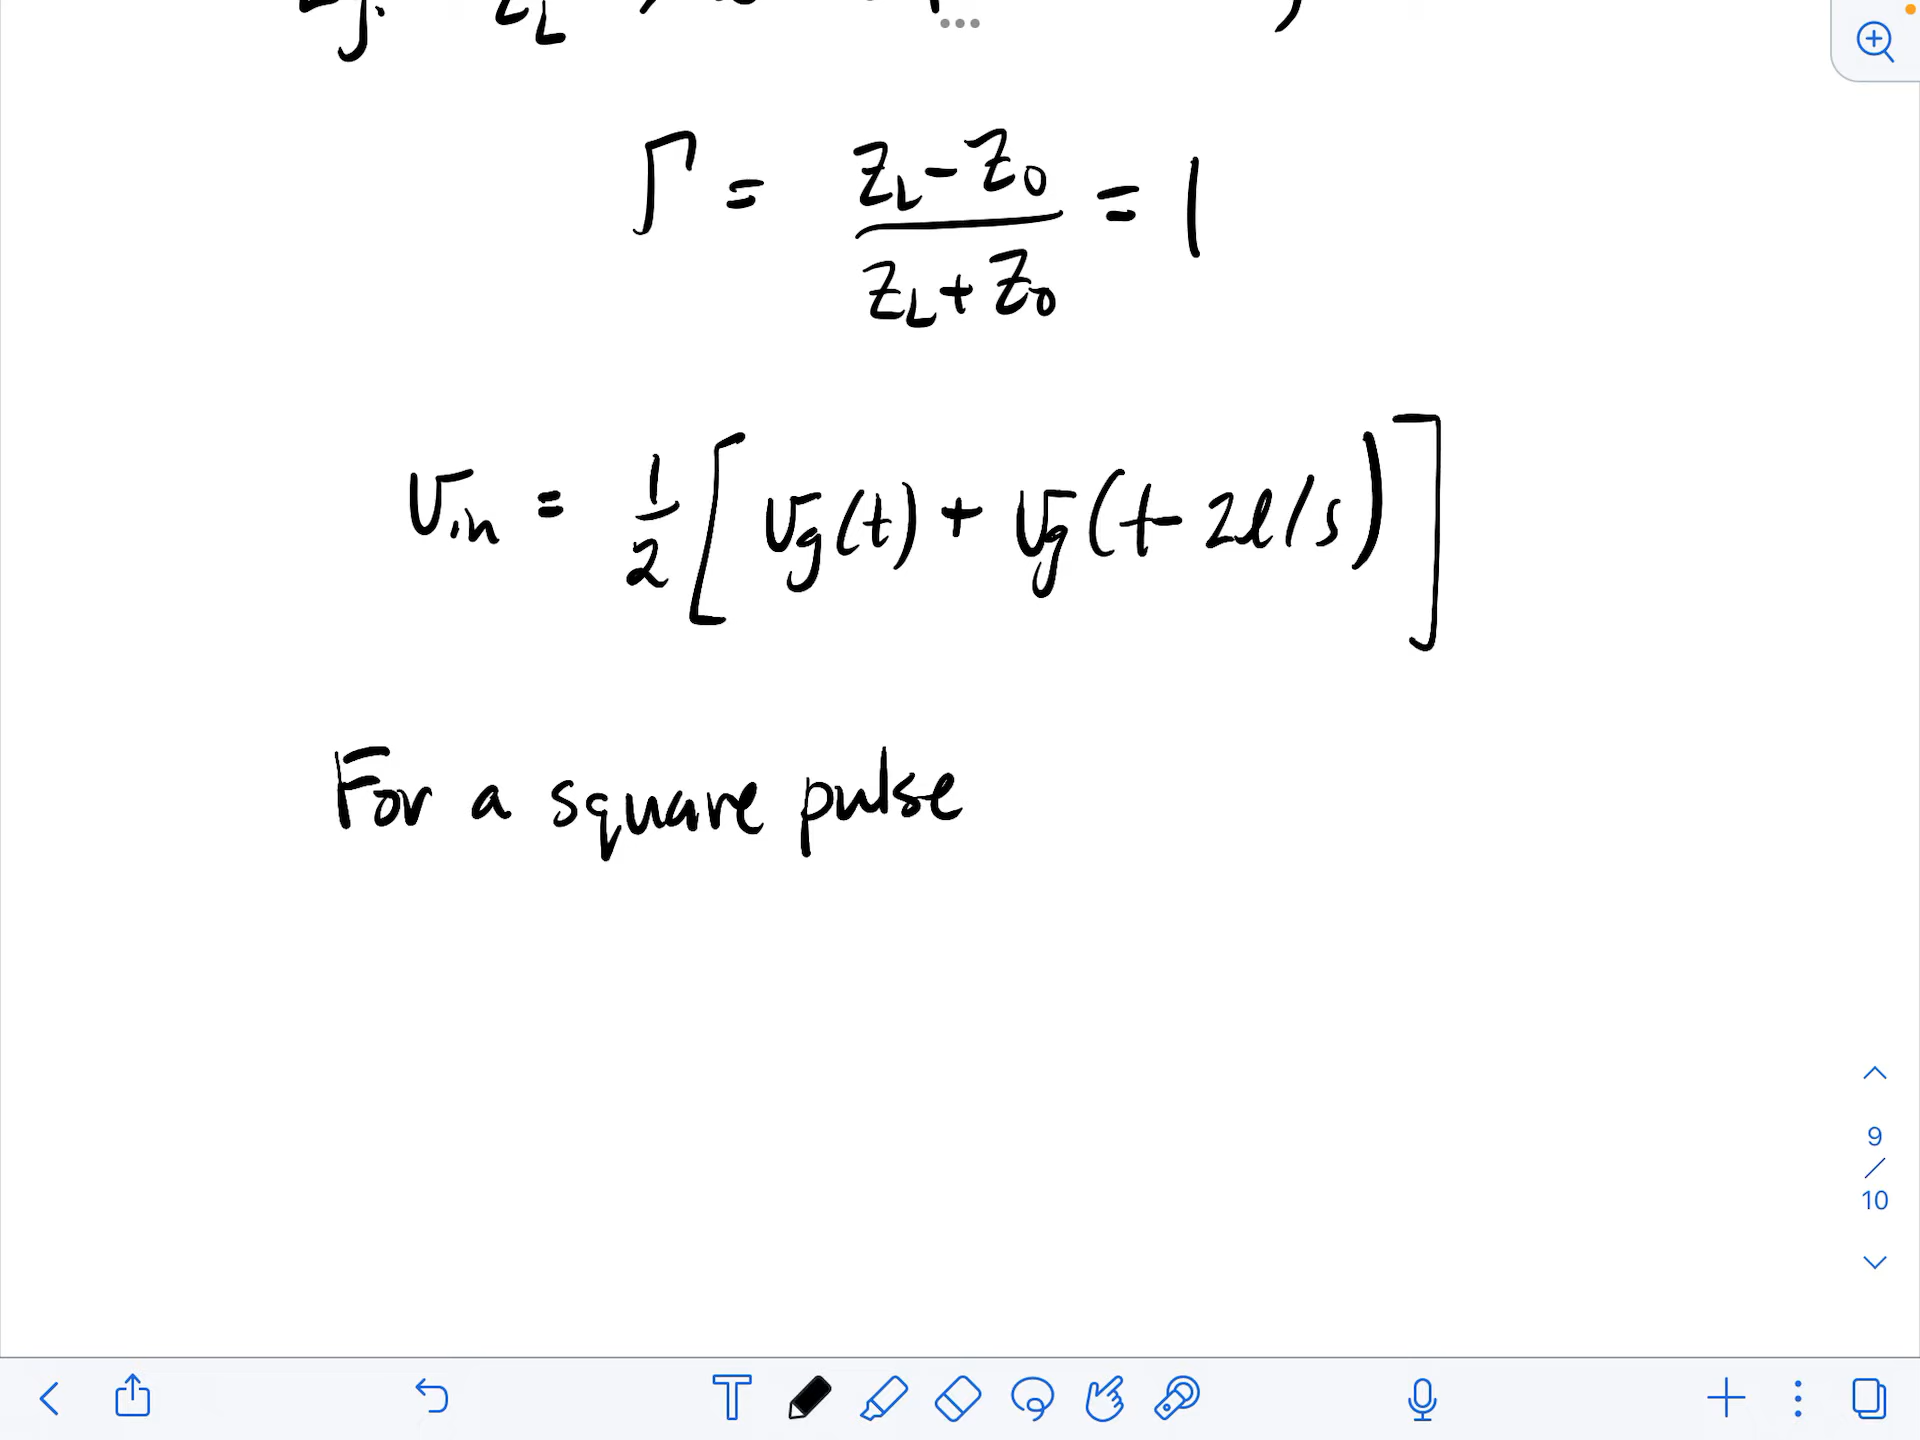 Γ = (Z_L - Z_0) / (Z_L + Z_0) = 1
V_in = 1/2 [V_g(t) + V_g(t - 2ℓ/s)]
For a square pulse
9
/
10